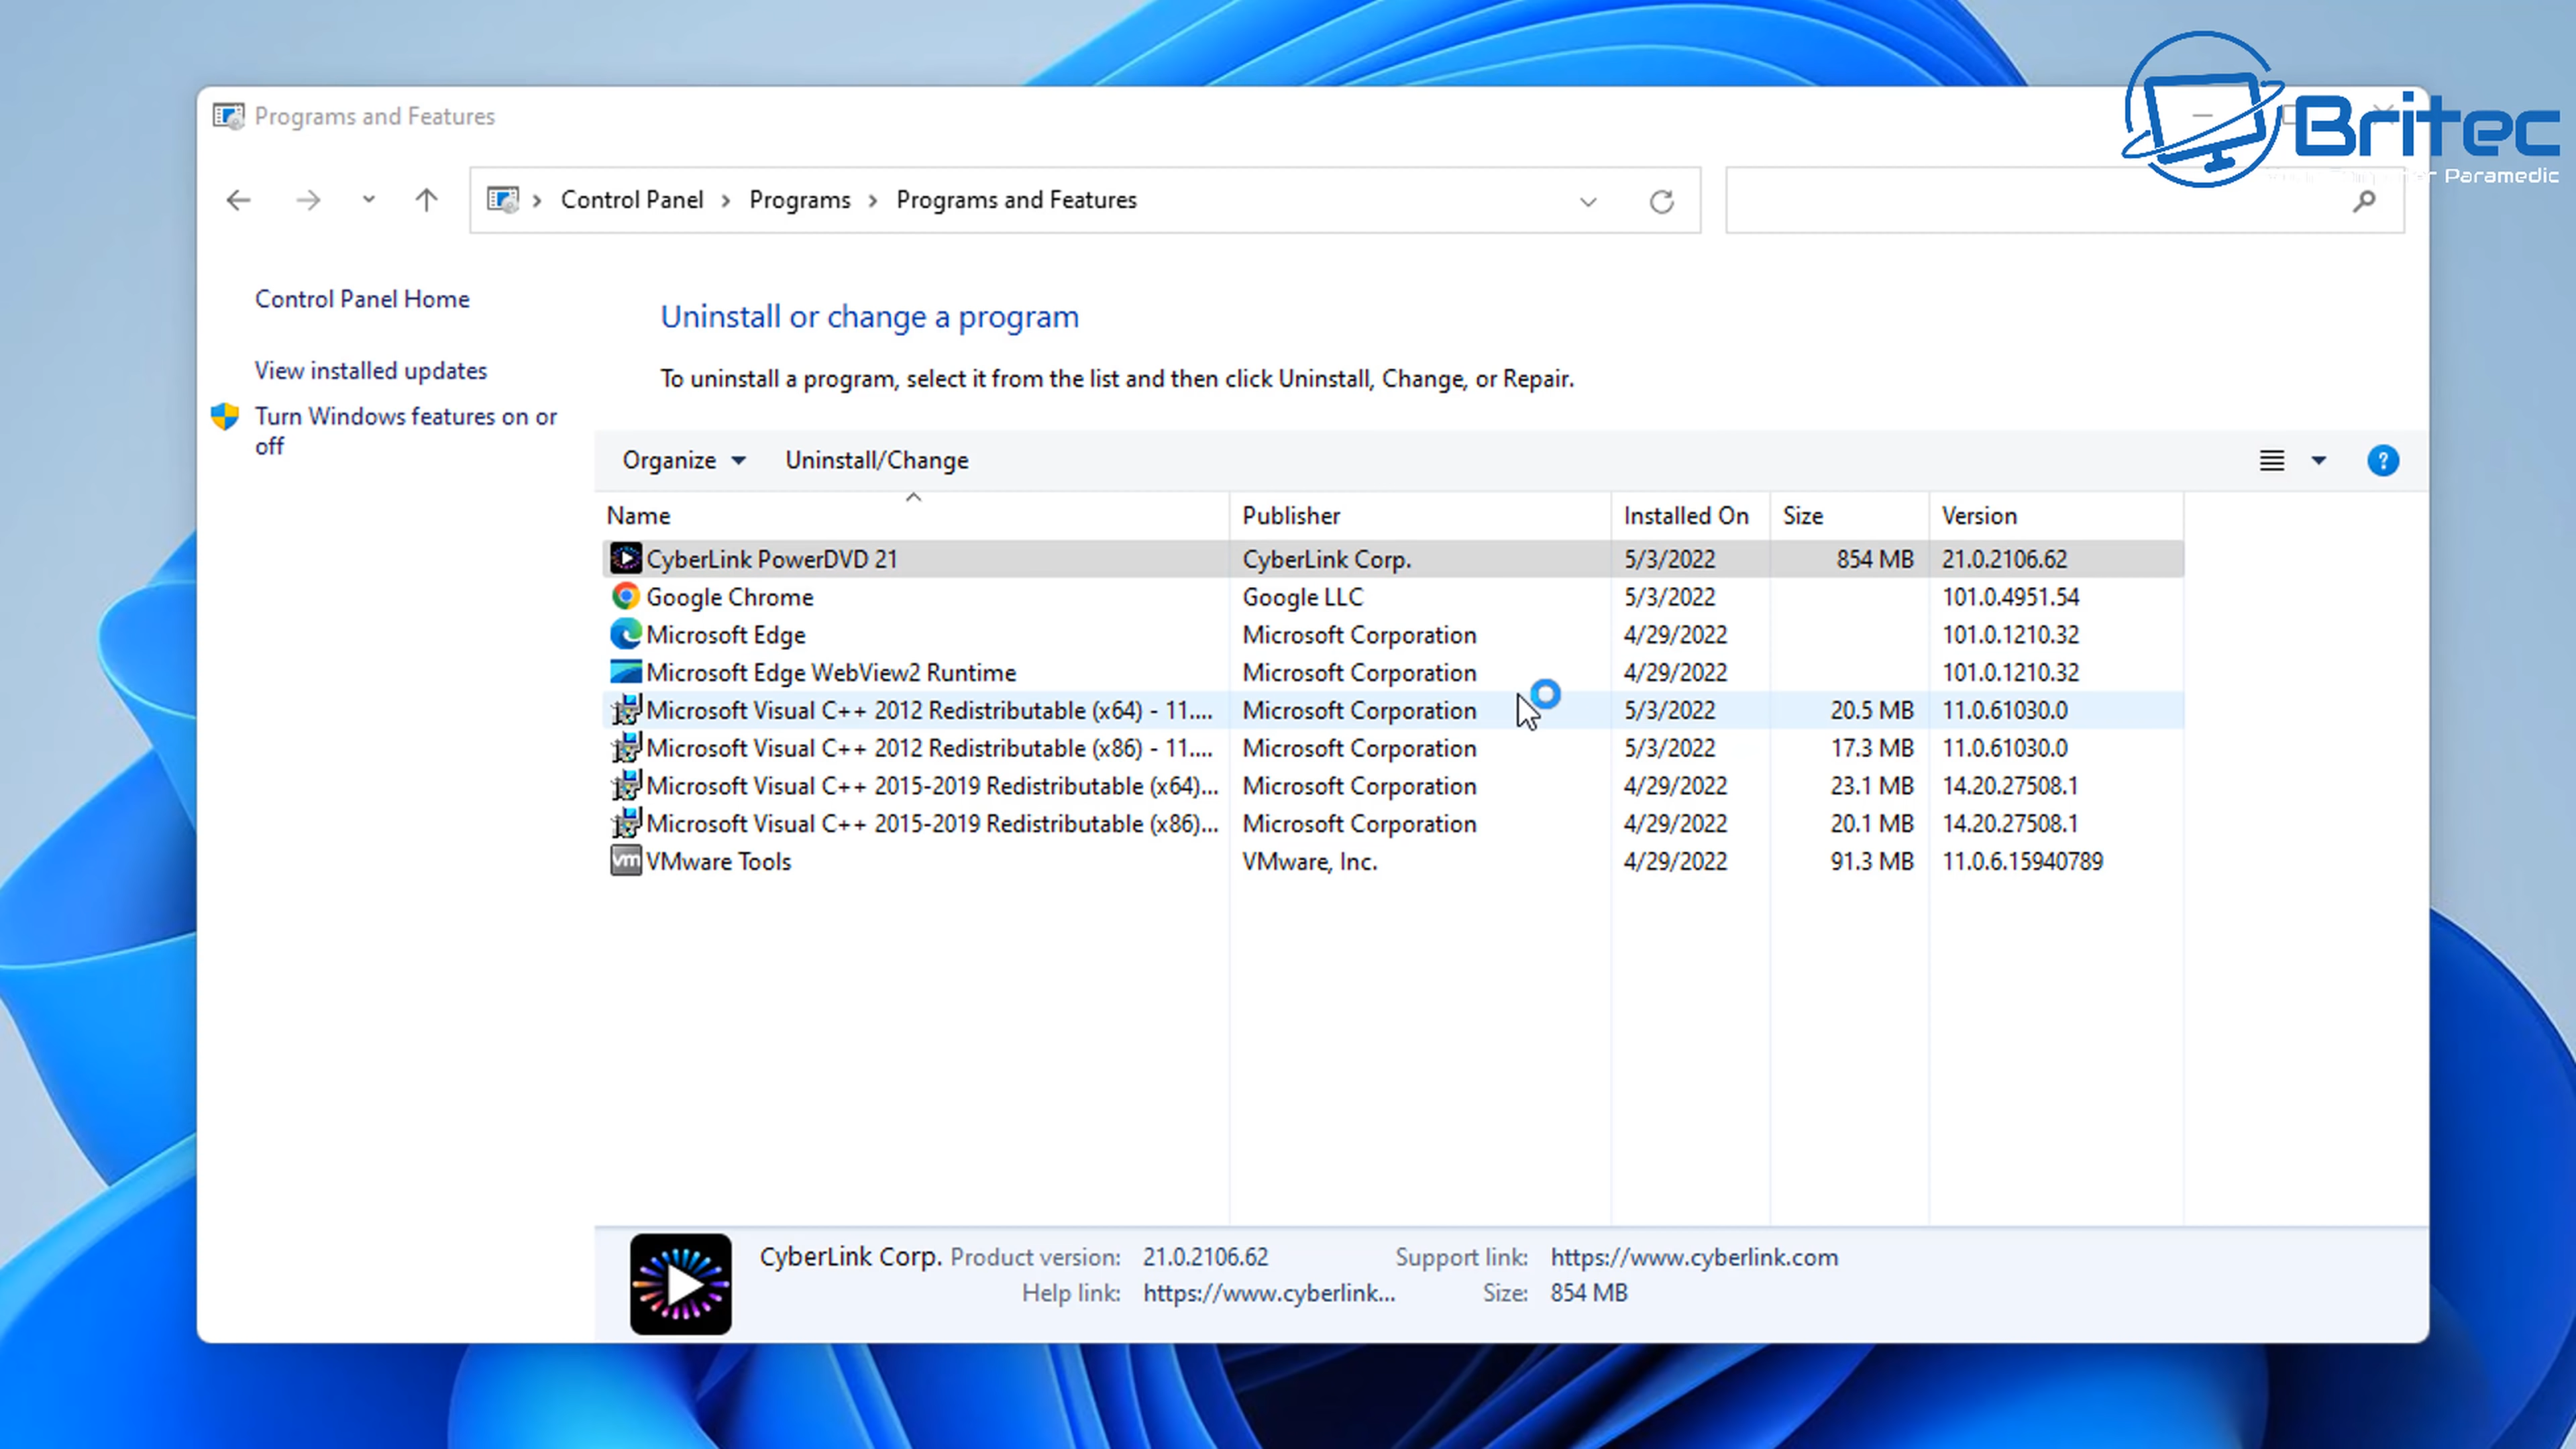 Programs and Features
Britec
Paramedic
Control Panel > Programs > Programs and Features
Control Panel Home
View installed updates
Turn Windows features on or
off
Uninstall or change a program
To uninstall a program, select it from the list and then click Uninstall, Change, or Repair.
Organize Uninstall/Change
Name Publisher Installed On Size Version
CyberLink PowerDVD 21 CyberLink Corp. 5/3/2022 854 MB 21.0.2106.62
Google Chrome Google LLC 5/3/2022 101.0.4951.54
Microsoft Edge Microsoft Corporation 4/29/2022 101.0.1210.32
Microsoft Edge WebView2 Runtime Microsoft Corporation 4/29/2022 101.0.1210.32
Microsoft Visual C++ 2012 Redistributable (x64) - 11.... Microsoft Corporation 5/3/2022 20.5 MB 11.0.61030.0
Microsoft Visual C++ 2012 Redistributable (x86) - 11.... Microsoft Corporation 5/3/2022 17.3 MB 11.0.61030.0
Microsoft Visual C++ 2015-2019 Redistributable (x64)... Microsoft Corporation 4/29/2022 23.1 MB 14.20.27508.1
Microsoft Visual C++ 2015-2019 Redistributable (x86)... Microsoft Corporation 4/29/2022 20.1 MB 14.20.27508.1
vm VMware Tools VMware, Inc. 4/29/2022 91.3 MB 11.0.6.15940789
CyberLink Corp. Product version: 21.0.2106.62 Support link: https://www.cyberlink.com
Help link: https://www.cyberlink... Size: 854 MB